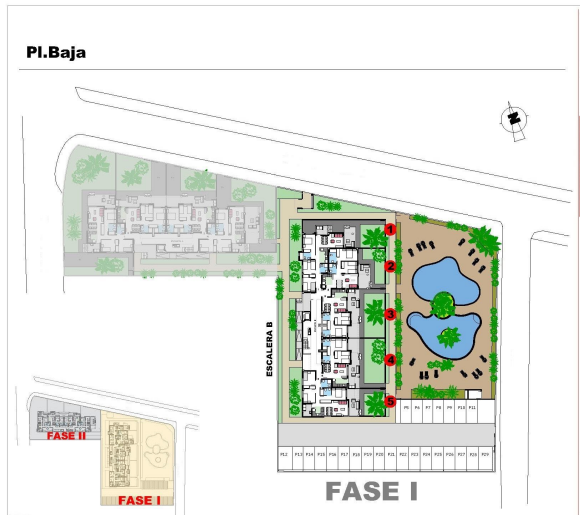 Pl.Baja
N
1
2
3
4
5
ESCALERA B
P5 P6 P7 P8 P9 P10 P11
P12 P13 P14 P15 P16 P17 P18 P19 P20 P21 P22 P23 P24 P25 P26 P27 P28 P29
FASE I
FASE II
FASE I